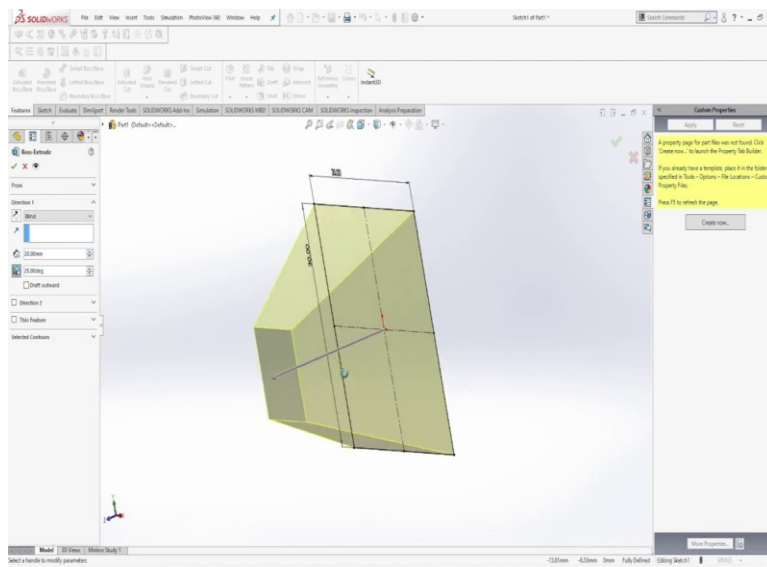 SOLIDWORKS File Edit View Insert Tools Simulation PhotoView 360 Window Help
Sketch1 of Part1 *
Search Commands
Extruded Boss/Base
Revolved Boss/Base
Swept Boss/Base
Lofted Boss/Base
Boundary Boss/Base
Extruded Cut
Hole Wizard
Revolved Cut
Swept Cut
Lofted Cut
Boundary Cut
Fillet
Linear Pattern
Rib
Draft
Shell
Wrap
Intersect
Mirror
Reference Geometry
Curves
Instant3D
Features Sketch Evaluate DimXpert Render Tools SOLIDWORKS Add-Ins Simulation SOLIDWORKS MBD SOLIDWORKS CAM SOLIDWORKS Inspection Analysis Preparation
Part1 (Default<<Default>...
Boss-Extrude
From
Direction 1
Blind
20.00mm
25.00deg
Draft outward
Direction 2
Thin Feature
Selected Contours
Custom Properties
Apply Reset
A property page for part files was not found. Click
'Create now...' to launch the Property Tab Builder.
If you already have a template, place it in the folder
specified in Tools - Options - File Locations - Custo
Property Files.
Press F5 to refresh the page.
Create now...
More Properties...
Model 3D Views Motion Study 1
Select a handle to modify parameters
Fully Defined Editing Sketch1 MMGS